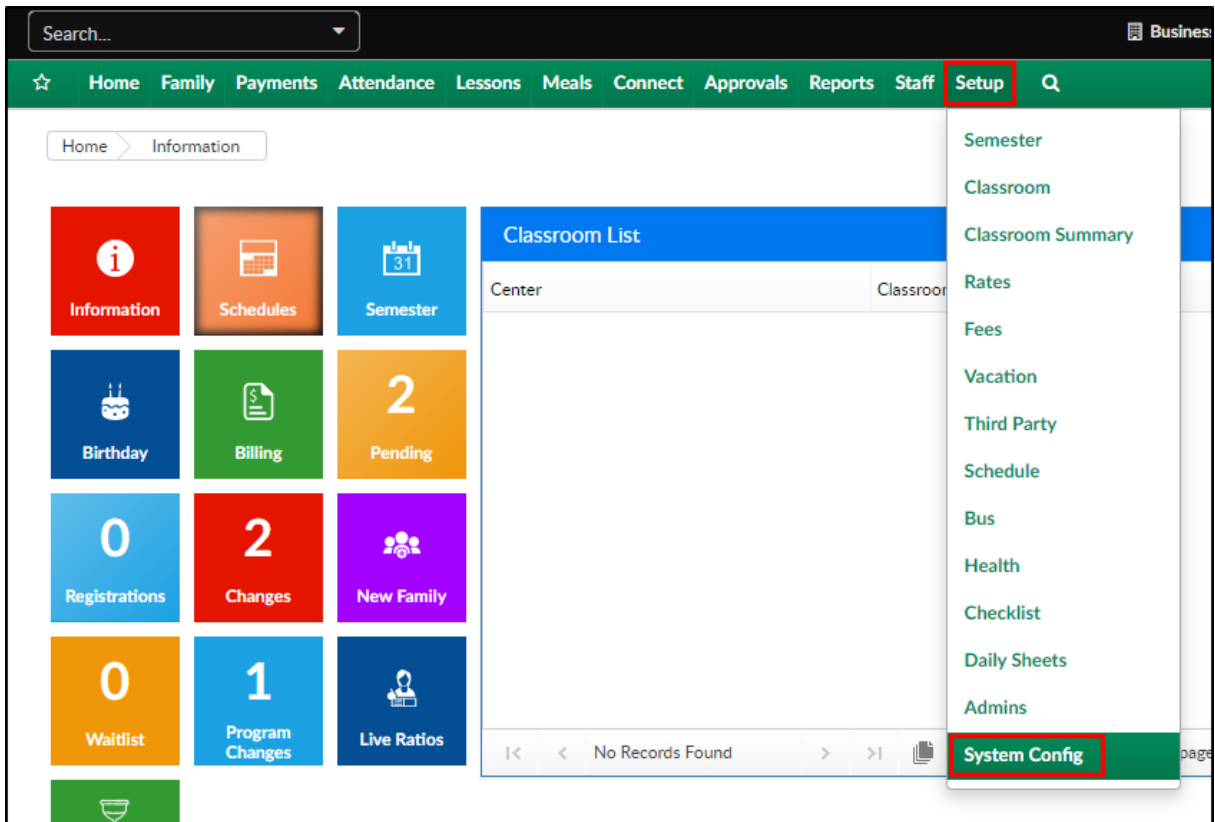 Search...
Busines
Home Family Payments Attendance Lessons Meals Connect Approvals Reports Staff Setup
Home Information
Semester
Classroom
Classroom Summary
Rates
Fees
Vacation
Third Party
Schedule
Bus
Health
Checklist
Daily Sheets
Admins
System Config
Information
Schedules
31
Semester
Birthday
Billing
2
Pending
0
Registrations
2
Changes
New Family
0
Waitlist
1
Program
Changes
Live Ratios
Classroom List
Center Classroor
No Records Found
page